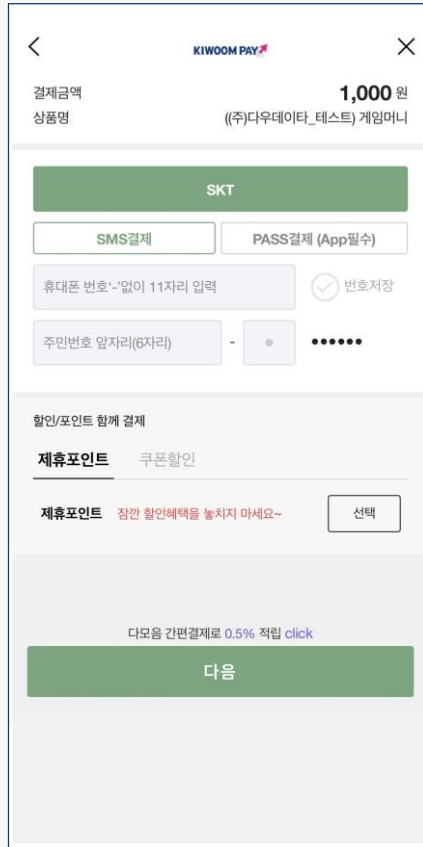 KIWOOM PAY
결제금액 1,000 원
상품명 ((주)다우데이타_테스트) 게임머니
SKT
SMS결제 PASS결제 (App필수)
휴대폰 번호'-'없이 11자리 입력 번호저장
주민번호 앞자리(6자리) - ● ••••••
할인/포인트 함께 결제
제휴포인트 쿠폰할인
제휴포인트 잠깐 할인혜택을 놓치지 마세요~ 선택
다모음 간편결제로 0.5% 적립 click
다음